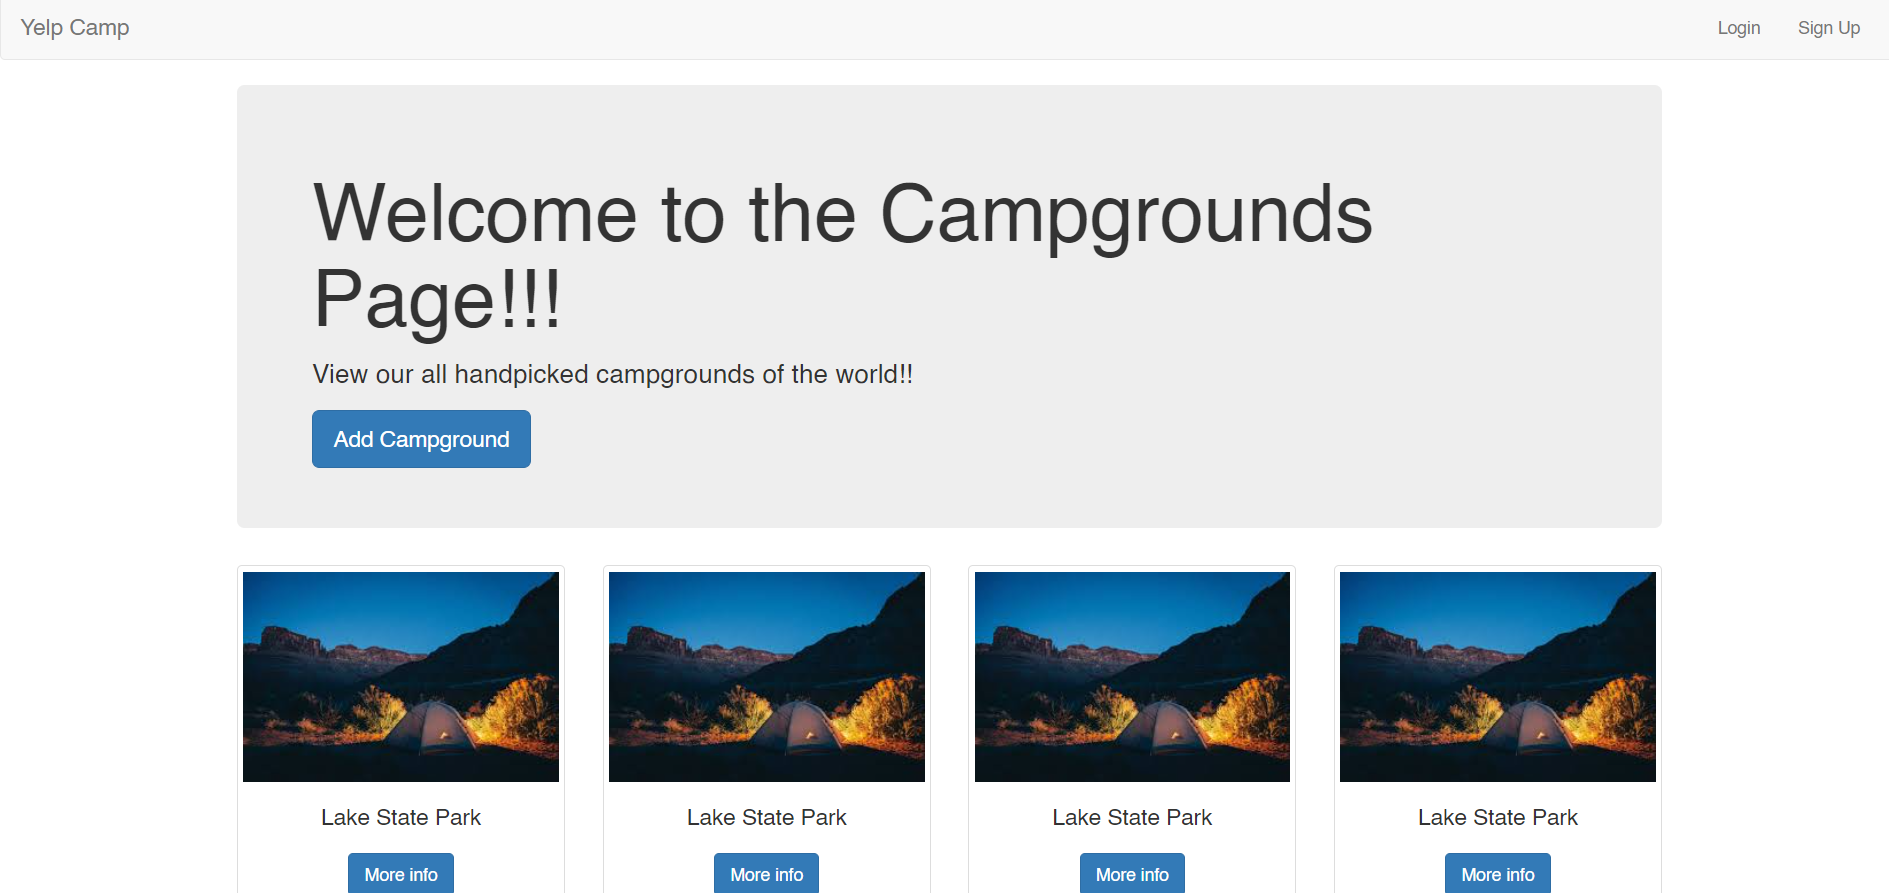 Yelp Camp Login Sign Up
Welcome to the Campgrounds
Page!!!
View our all handpicked campgrounds of the world!!
Add Campground
Lake State Park Lake State Park Lake State Park Lake State Park
More info More info More info More info